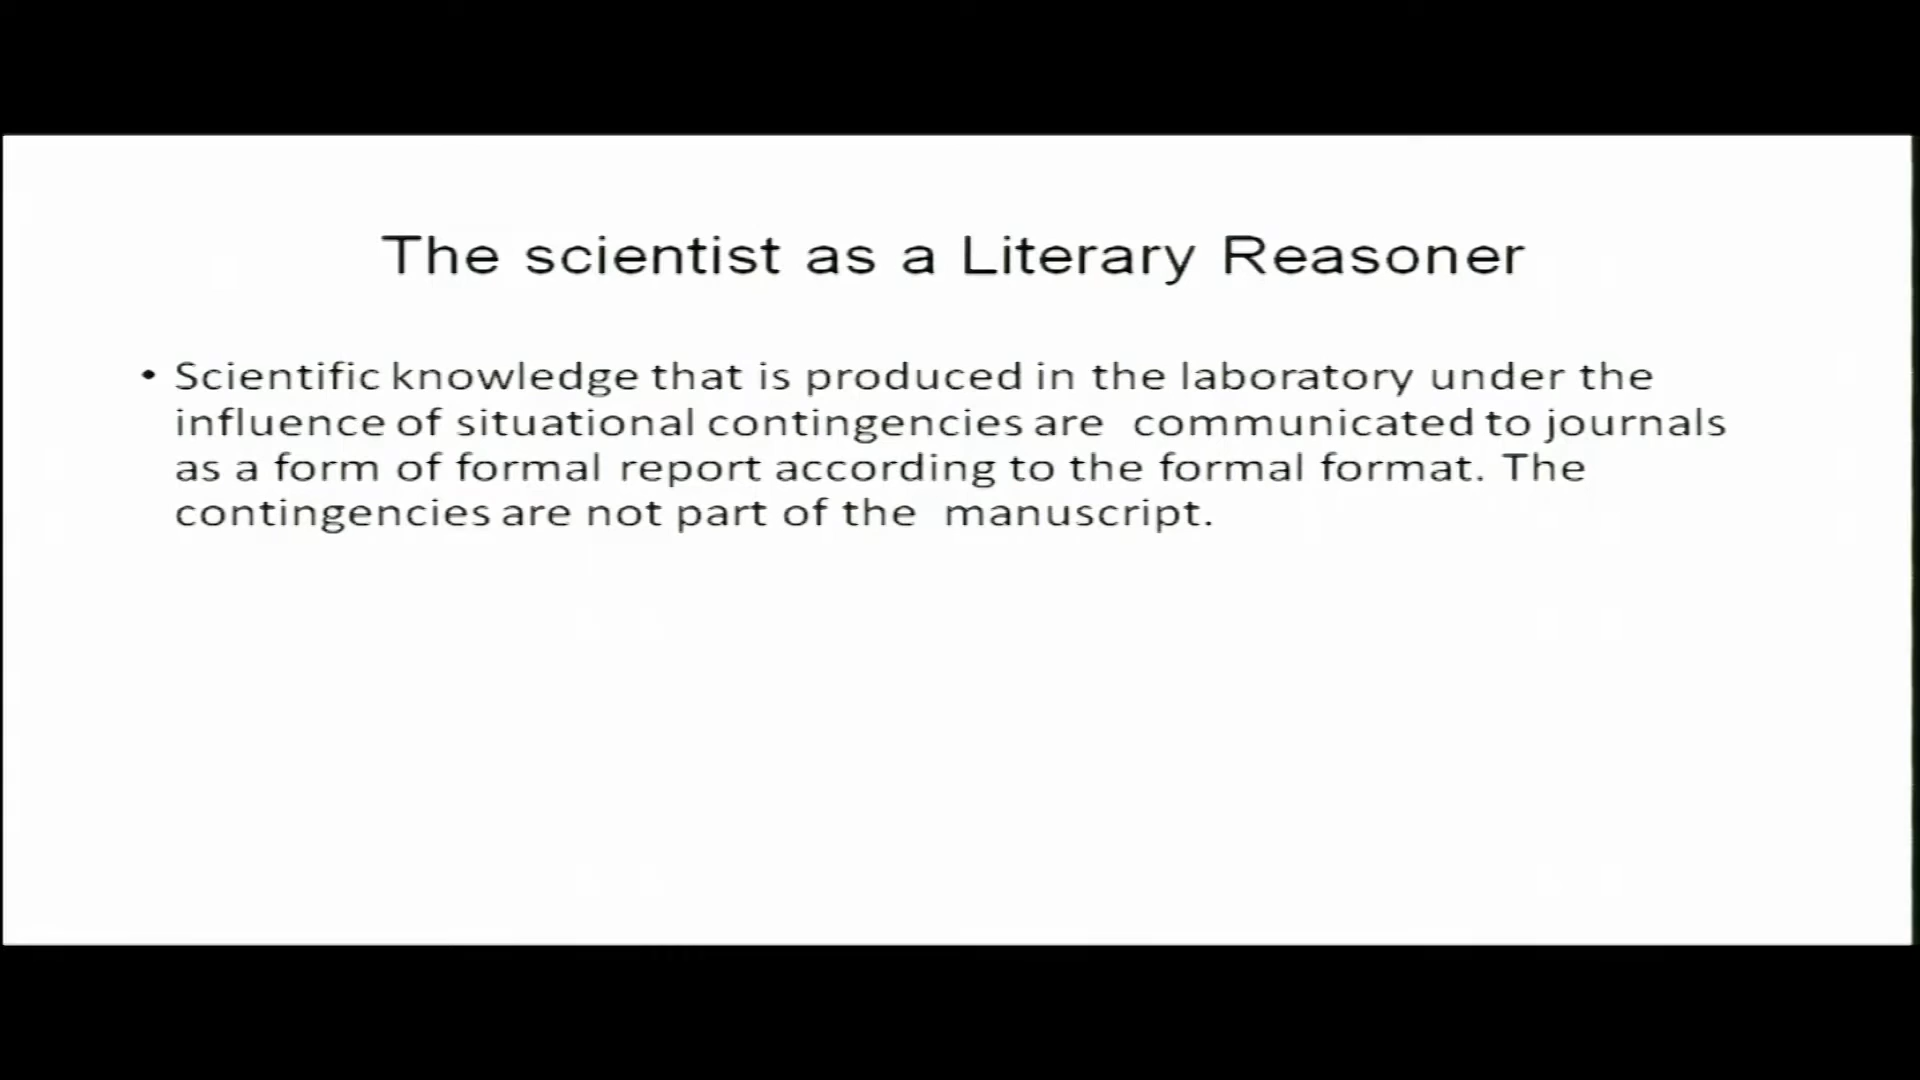 The scientist as a Literary Reasoner
• Scientific knowledge that is produced in the laboratory under the
influence of situational contingencies are communicated to journals
as a form of formal report according to the formal format. The
contingencies are not part of the manuscript.